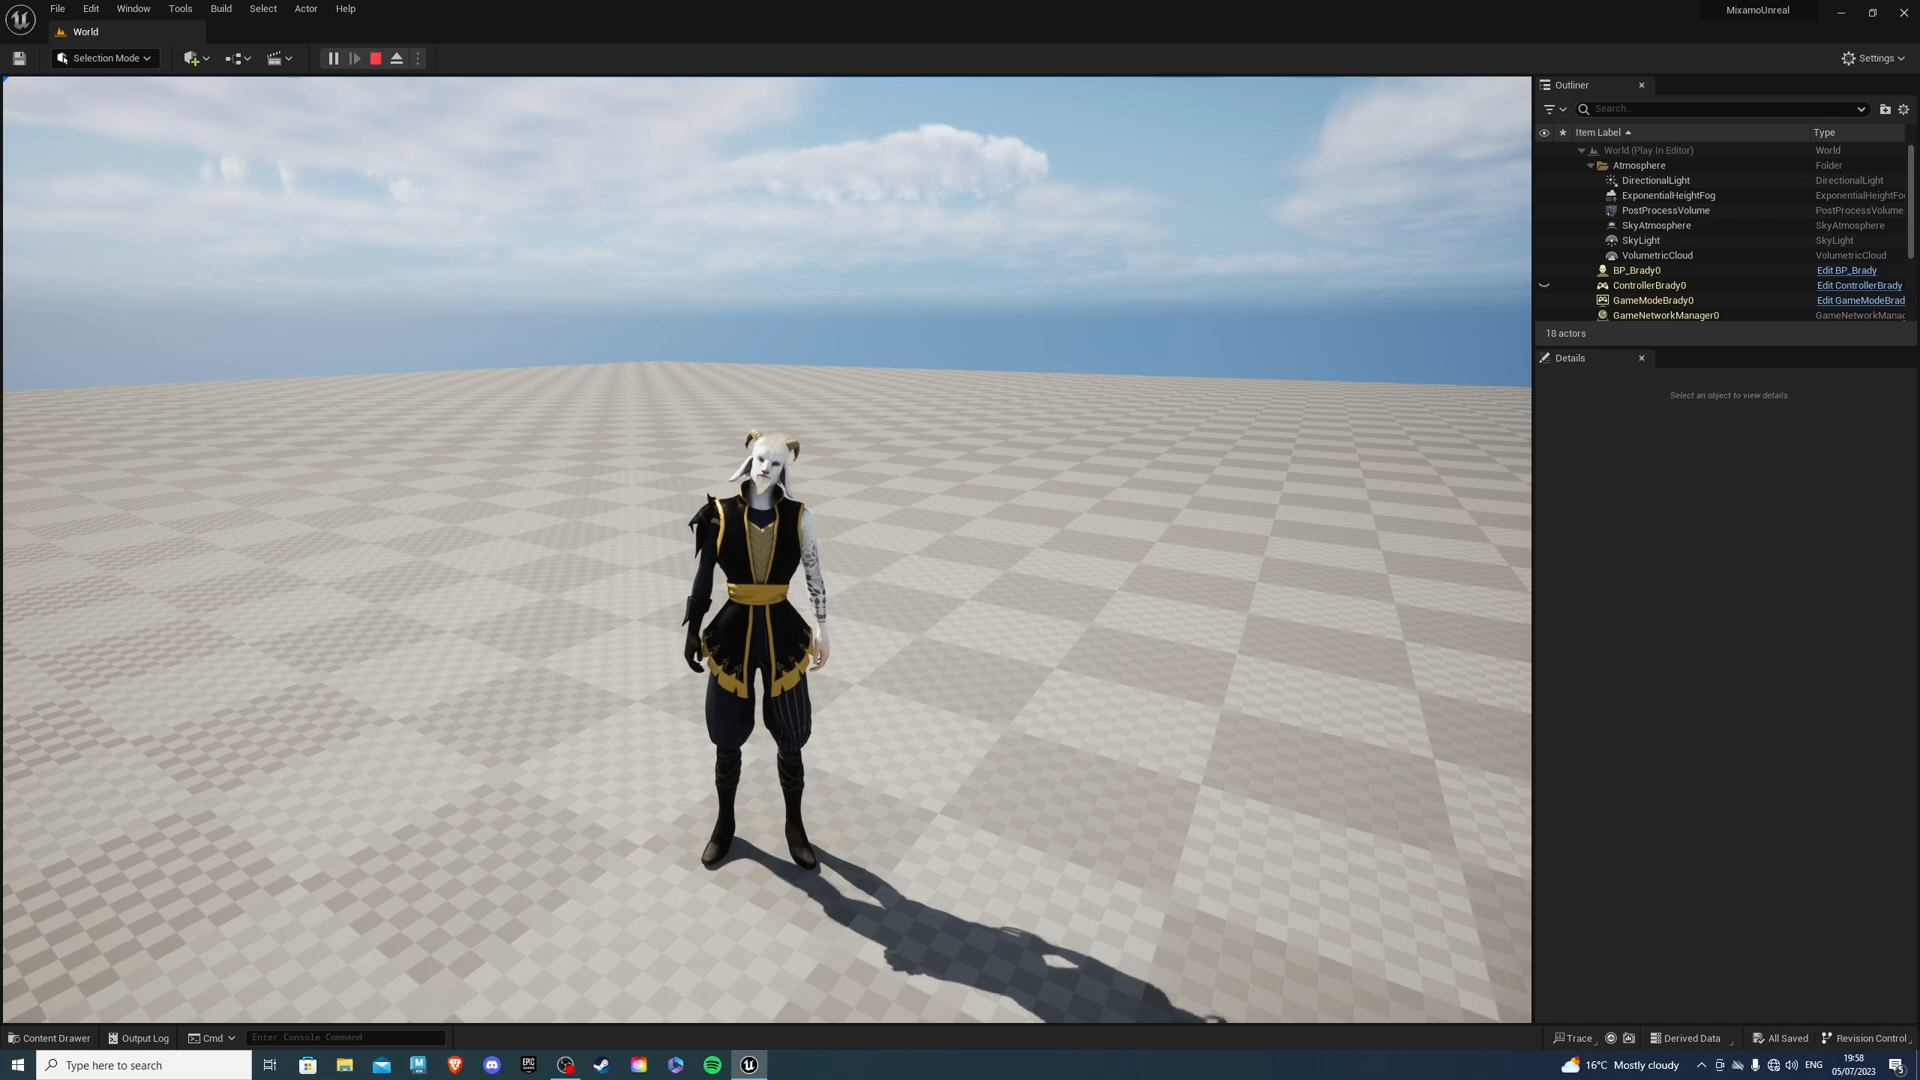 File Edit Window Tools Build Select Actor Help
MixamoUnreal
World
Selection Mode
Settings
Outliner
Search...
Item Label Type
World (Play In Editor) World
Atmosphere Folder
DirectionalLight DirectionalLight
ExponentialHeightFog ExponentialHeightFo
PostProcessVolume PostProcessVolume
SkyAtmosphere SkyAtmosphere
SkyLight SkyLight
VolumetricCloud VolumetricCloud
BP_Brady0 Edit BP_Brady
ControllerBrady0 Edit ControllerBrady
GameModeBrady0 Edit GameModeBrad
GameNetworkManager0 GameNetworkManag
18 actors
Details
Select an object to view details.
Content Drawer Output Log Cmd Enter Console Command
Trace Derived Data All Saved Revision Control
Type here to search
16°C Mostly cloudy
ENG
19:58
05/07/2023